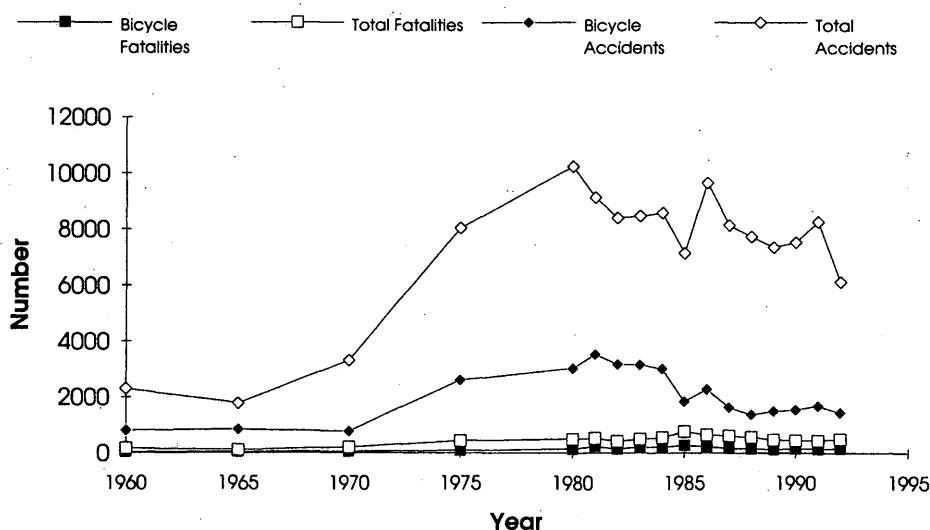 Bicycle Fatalities
Total Fatalities
Bicycle Accidents
Total Accidents
12000
10000
8000
6000
4000
2000
0
Number
1960 1965 1970 1975 1980 1985 1990 1995
Year